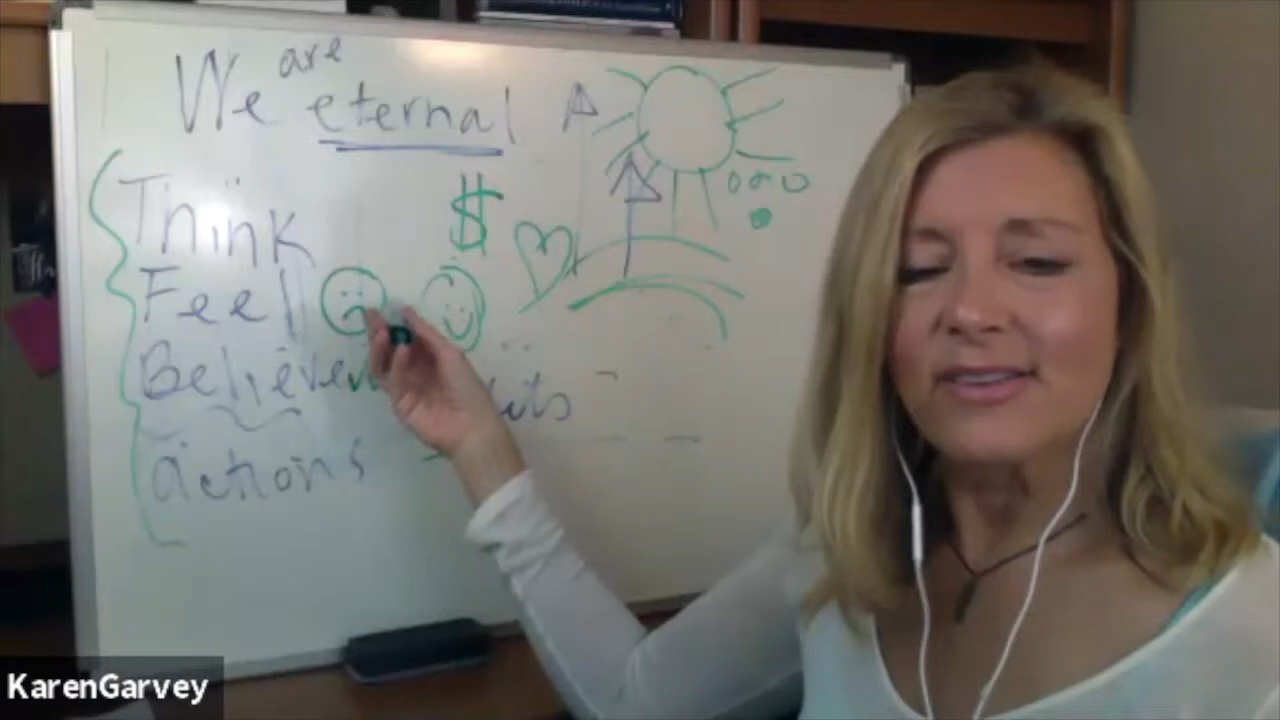 We are
eternal
Think
$
Feel
Believe
actions
KarenGarvey